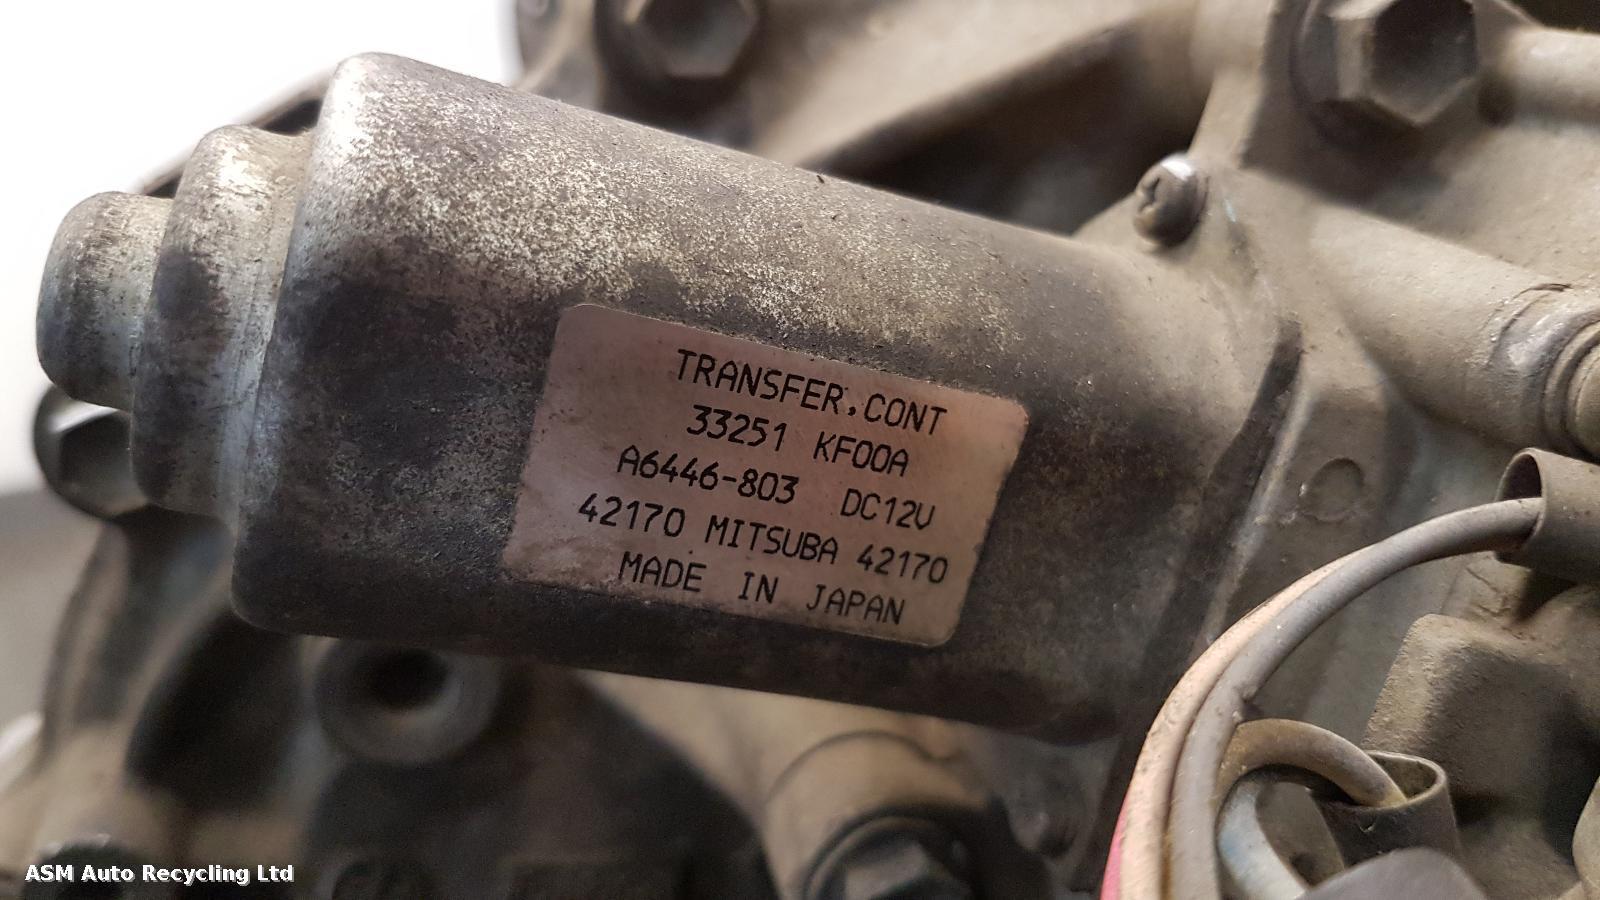 TRANSFER.CONT
33251 KF00A
A6446-803 DC12V
42170 MITSUBA 42170
MADE IN JAPAN
ASM Auto Recycling Ltd